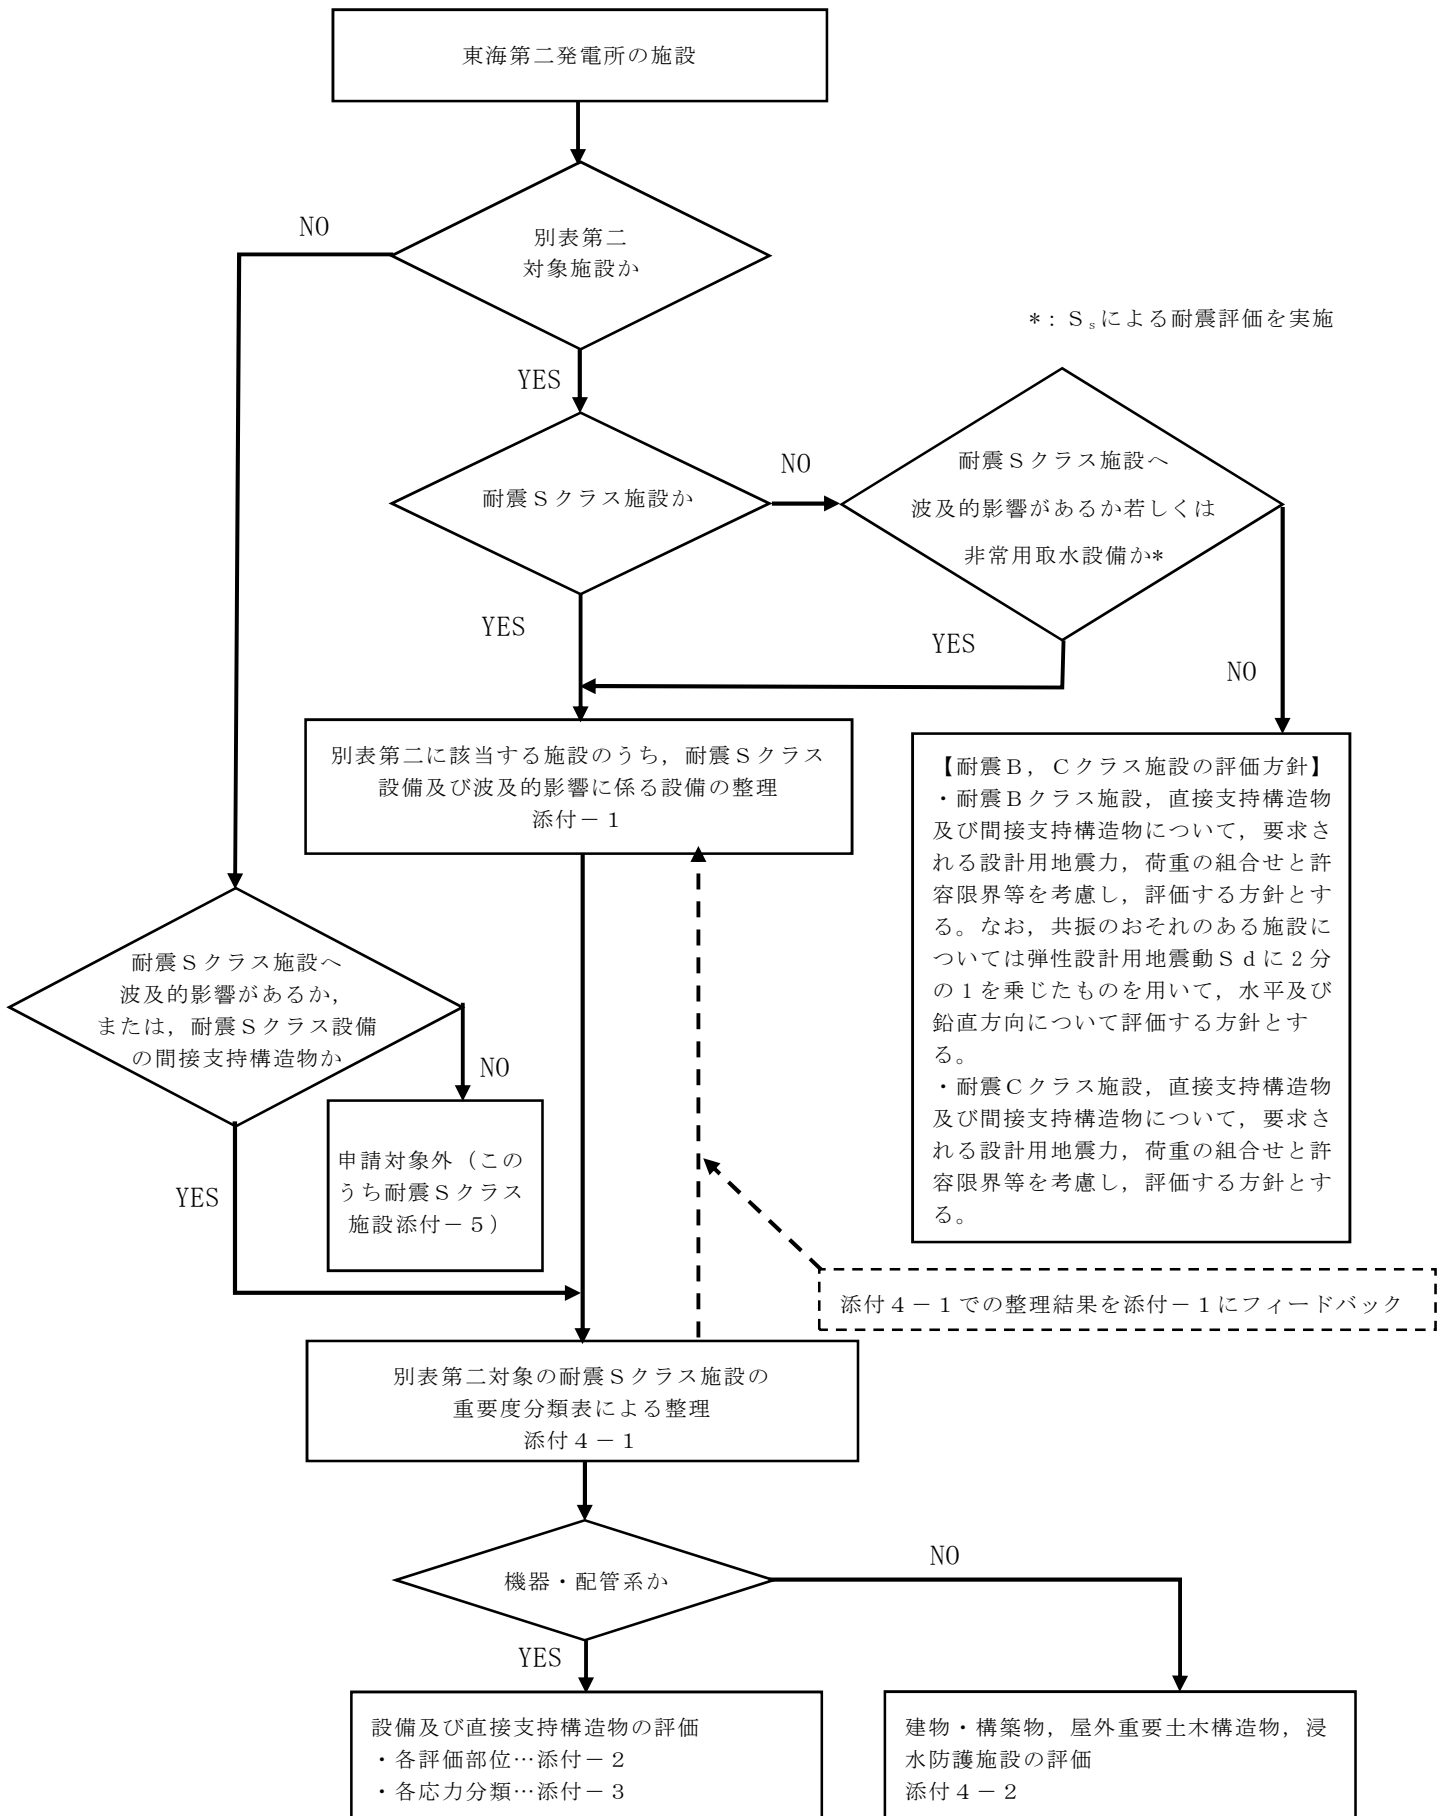 東海第二発電所の施設
NO
別表第二
対象施設か
*：Ｓｓによる耐震評価を実施
YES
耐震Ｓクラス施設か
NO
耐震Ｓクラス施設へ
波及的影響があるか若しくは
非常用取水設備か*
YES
YES
NO
別表第二に該当する施設のうち，耐震Ｓクラス
設備及び波及的影響に係る設備の整理
添付－１
【耐震Ｂ，Ｃクラス施設の評価方針】
・耐震Ｂクラス施設，直接支持構造物
及び間接支持構造物について，要求さ
れる設計用地震力，荷重の組合せと許
容限界等を考慮し，評価する方針とす
る。なお，共振のおそれのある施設に
ついては弾性設計用地震動Ｓｄに２分
の１を乗じたものを用いて，水平及び
鉛直方向について評価する方針とす
る。
・耐震Ｃクラス施設，直接支持構造物
及び間接支持構造物について，要求さ
れる設計用地震力，荷重の組合せと許
容限界等を考慮し，評価する方針とす
る。
耐震Ｓクラス施設へ
波及的影響があるか，
または，耐震Ｓクラス設備
の間接支持構造物か
NO
申請対象外（この
うち耐震Ｓクラス
施設添付－５）
YES
添付４－１での整理結果を添付－１にフィードバック
別表第二対象の耐震Ｓクラス施設の
重要度分類表による整理
添付４－１
機器・配管系か
NO
YES
設備及び直接支持構造物の評価
・各評価部位…添付－２
・各応力分類…添付－３
建物・構築物，屋外重要土木構造物，浸
水防護施設の評価
添付４－２